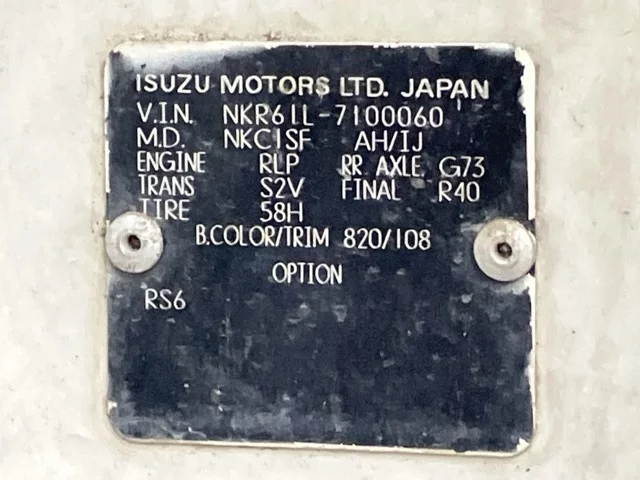 ISUZU MOTORS LTD. JAPAN
V.I.N. NKR61L-7100060
M.D. NKC1SF AH/IJ
ENGINE RLP RR. AXLE. G73
TRANS S2V FINAL R40
TIRE 58H
B.COLOR/TRIM 820/108
OPTION
RS6